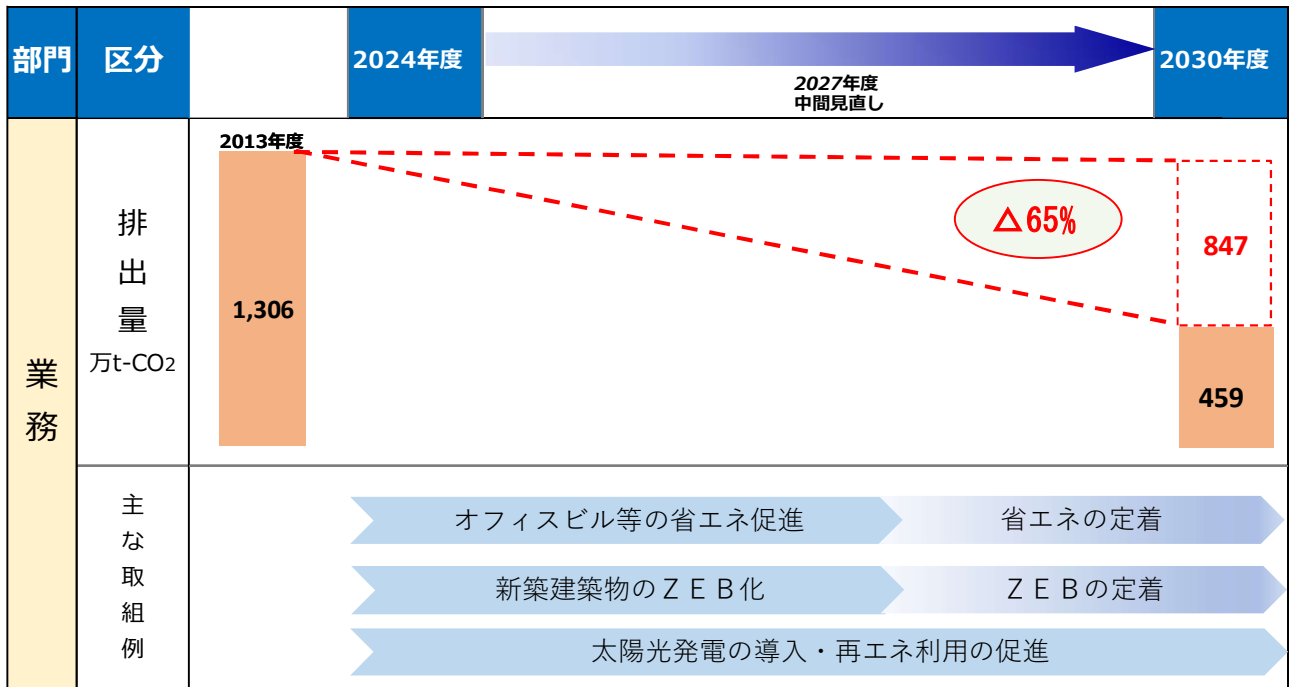 部門
区分
2024年度
2027年度
中間見直し
2030年度
業務
排出量
万t-CO2
2013年度
1,306
△65%
847
459
主な取組例
オフィスビル等の省エネ促進
省エネの定着
新築建築物のＺＥＢ化
ＺＥＢの定着
太陽光発電の導入・再エネ利用の促進